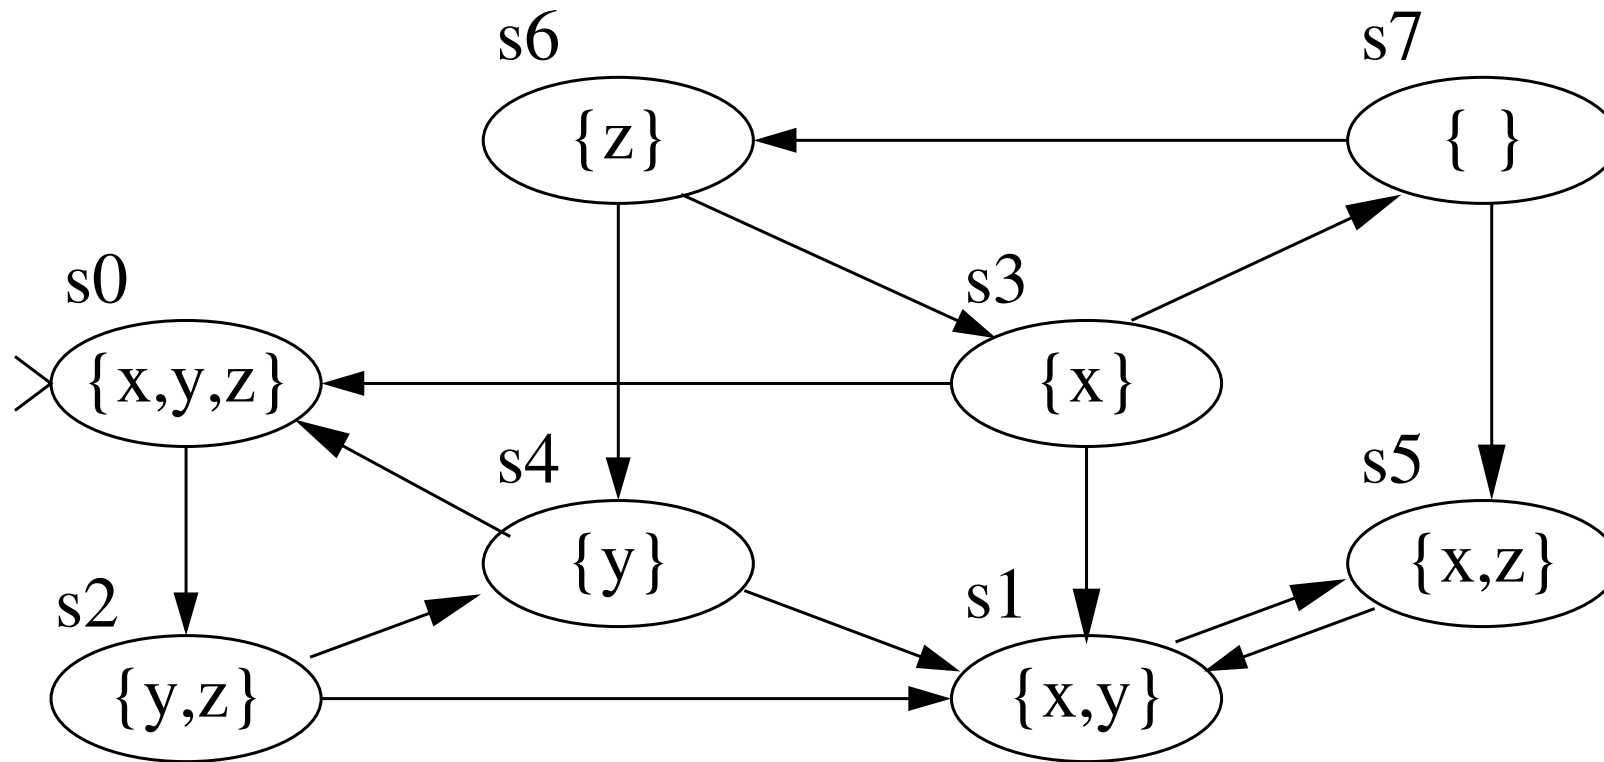 s6
s7
{z}
{ }
s0
s3
{x,y,z}
{x}
s4
s5
{y}
{x,z}
s2
s1
{y,z}
{x,y}